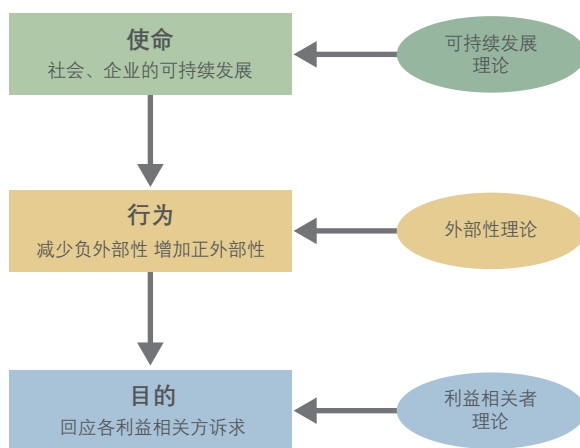 使命
社会、企业的可持续发展
可持续发展
理论
行为
减少负外部性 增加正外部性
外部性理论
目的
回应各利益相关方诉求
利益相关者
理论